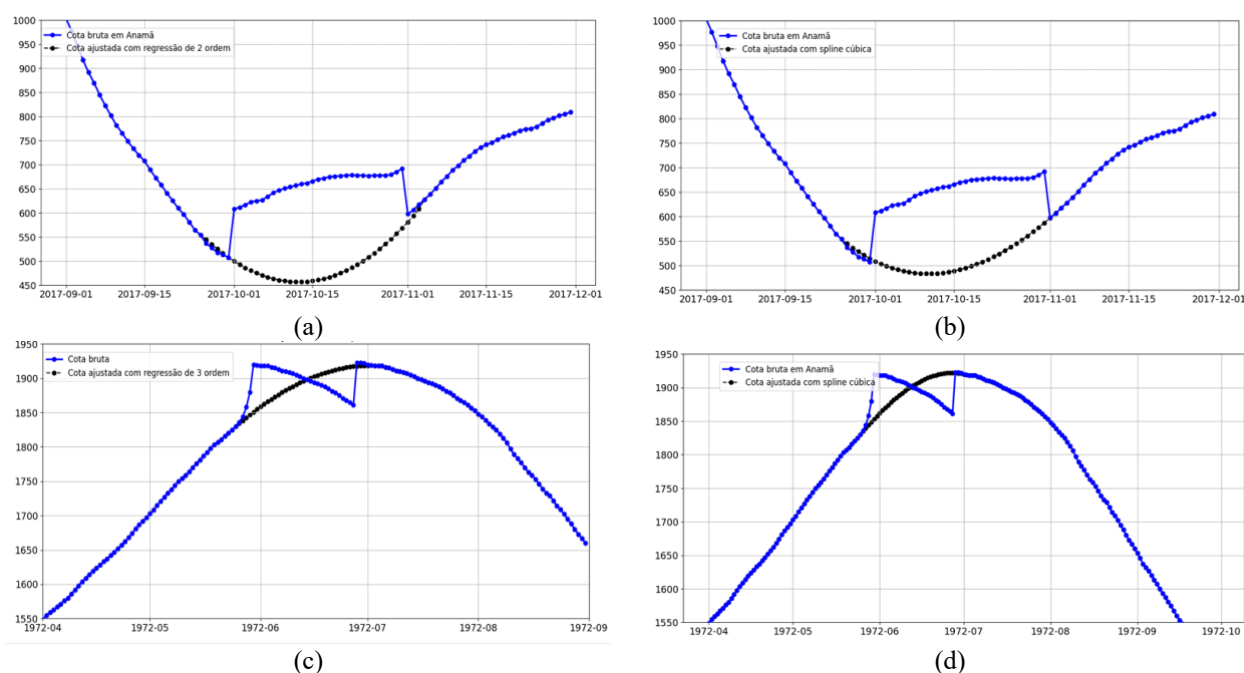 1000
950
900
850
800
750
700
650
600
550
500
450
Cota bruta em Anamã
Cota ajustada com regressão de 2 ordem
2017-09-01 2017-09-15 2017-10-01 2017-10-15 2017-11-01 2017-11-15 2017-12-01
(a)
1000
950
900
850
800
750
700
650
600
550
500
450
Cota bruta em Anamã
Cota ajustada com spline cúbica
2017-09-01 2017-09-15 2017-10-01 2017-10-15 2017-11-01 2017-11-15 2017-12-01
(b)
1950
1900
1850
1800
1750
1700
1650
1600
1550
Cota bruta
Cota ajustada com regressão de 3 ordem
1972-04 1972-05 1972-06 1972-07 1972-08 1972-09
(c)
1950
1900
1850
1800
1750
1700
1650
1600
1550
Cota bruta em Anamã
Cota ajustada com spline cúbica
1972-04 1972-05 1972-06 1972-07 1972-08 1972-09 1972-10
(d)